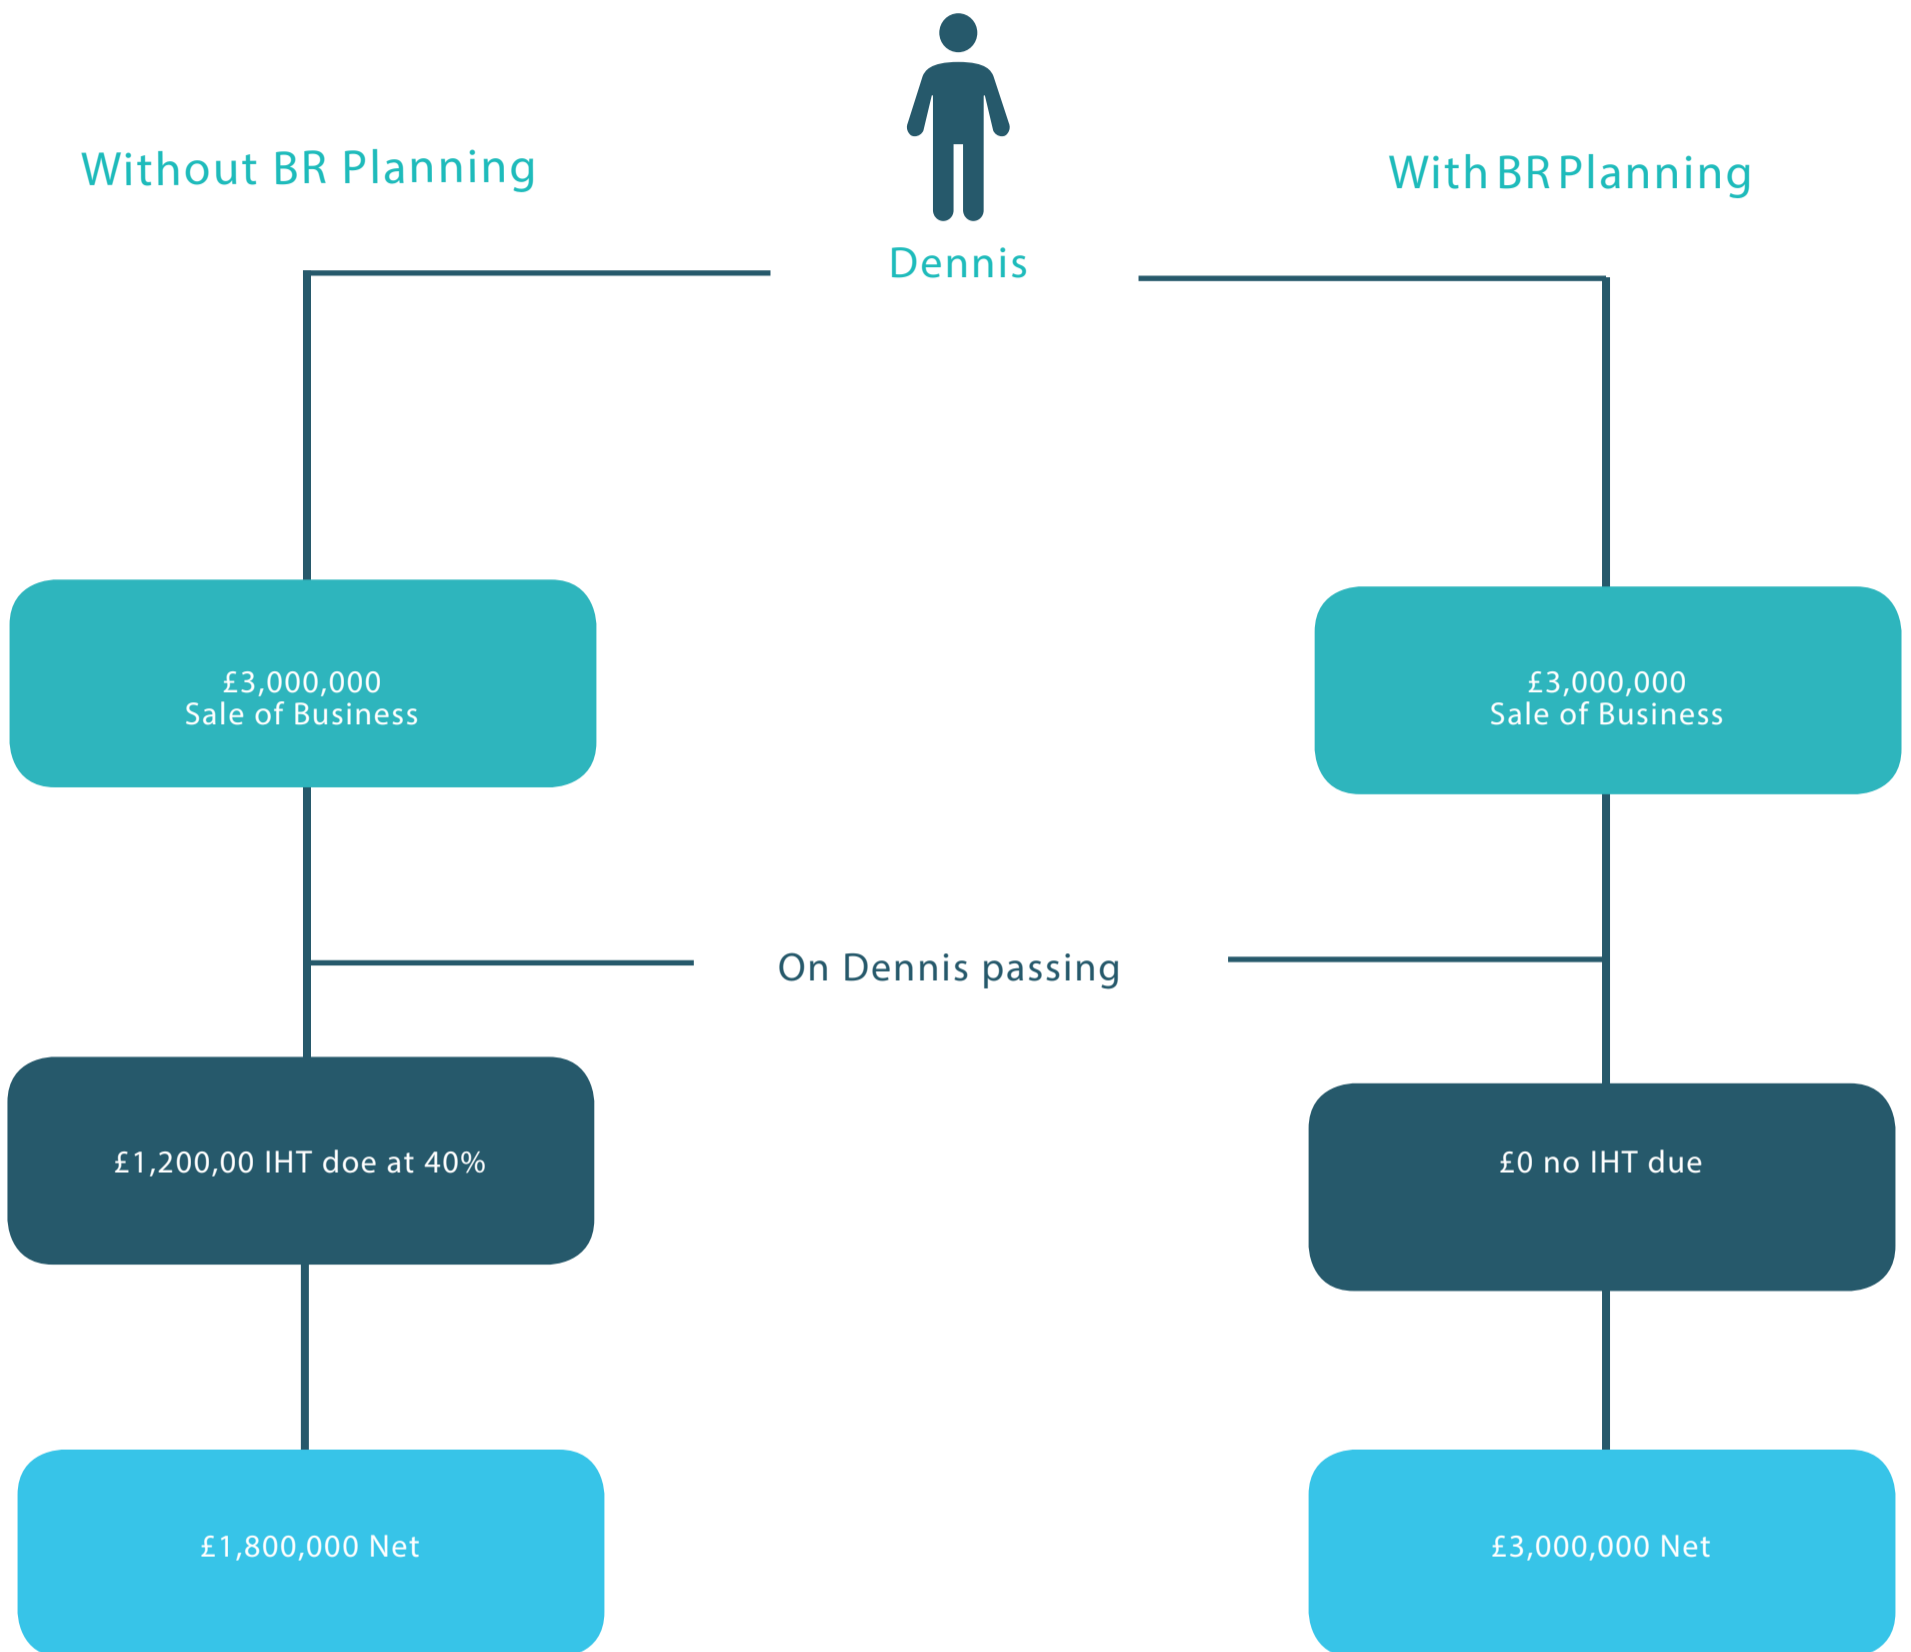 Without BR Planning
With BR Planning
Dennis
£3,000,000
Sale of Business
£3,000,000
Sale of Business
On Dennis passing
£1,200,00 IHT doe at 40%
£0 no IHT due
£1,800,000 Net
£3,000,000 Net